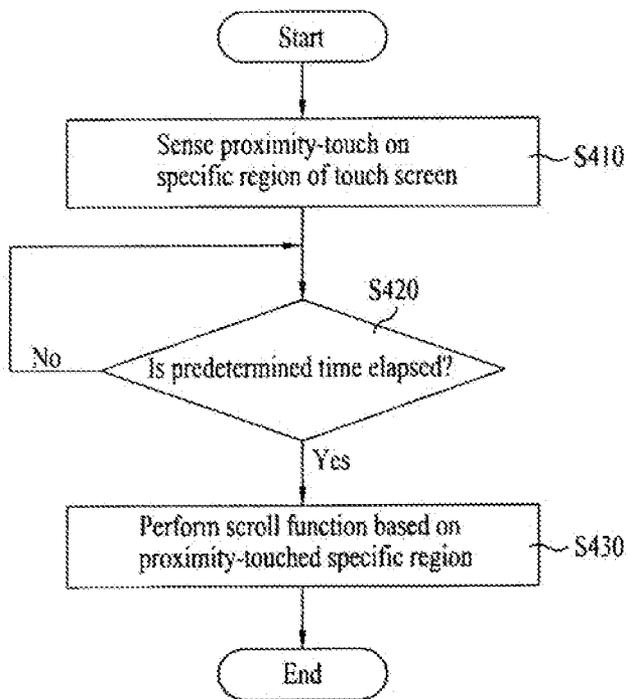 Start
Sense proximity-touch on
specific region of touch screen
S410
S420
No
Is predetermined time elapsed?
Yes
Perform scroll function based on
proximity-touched specific region
S430
End